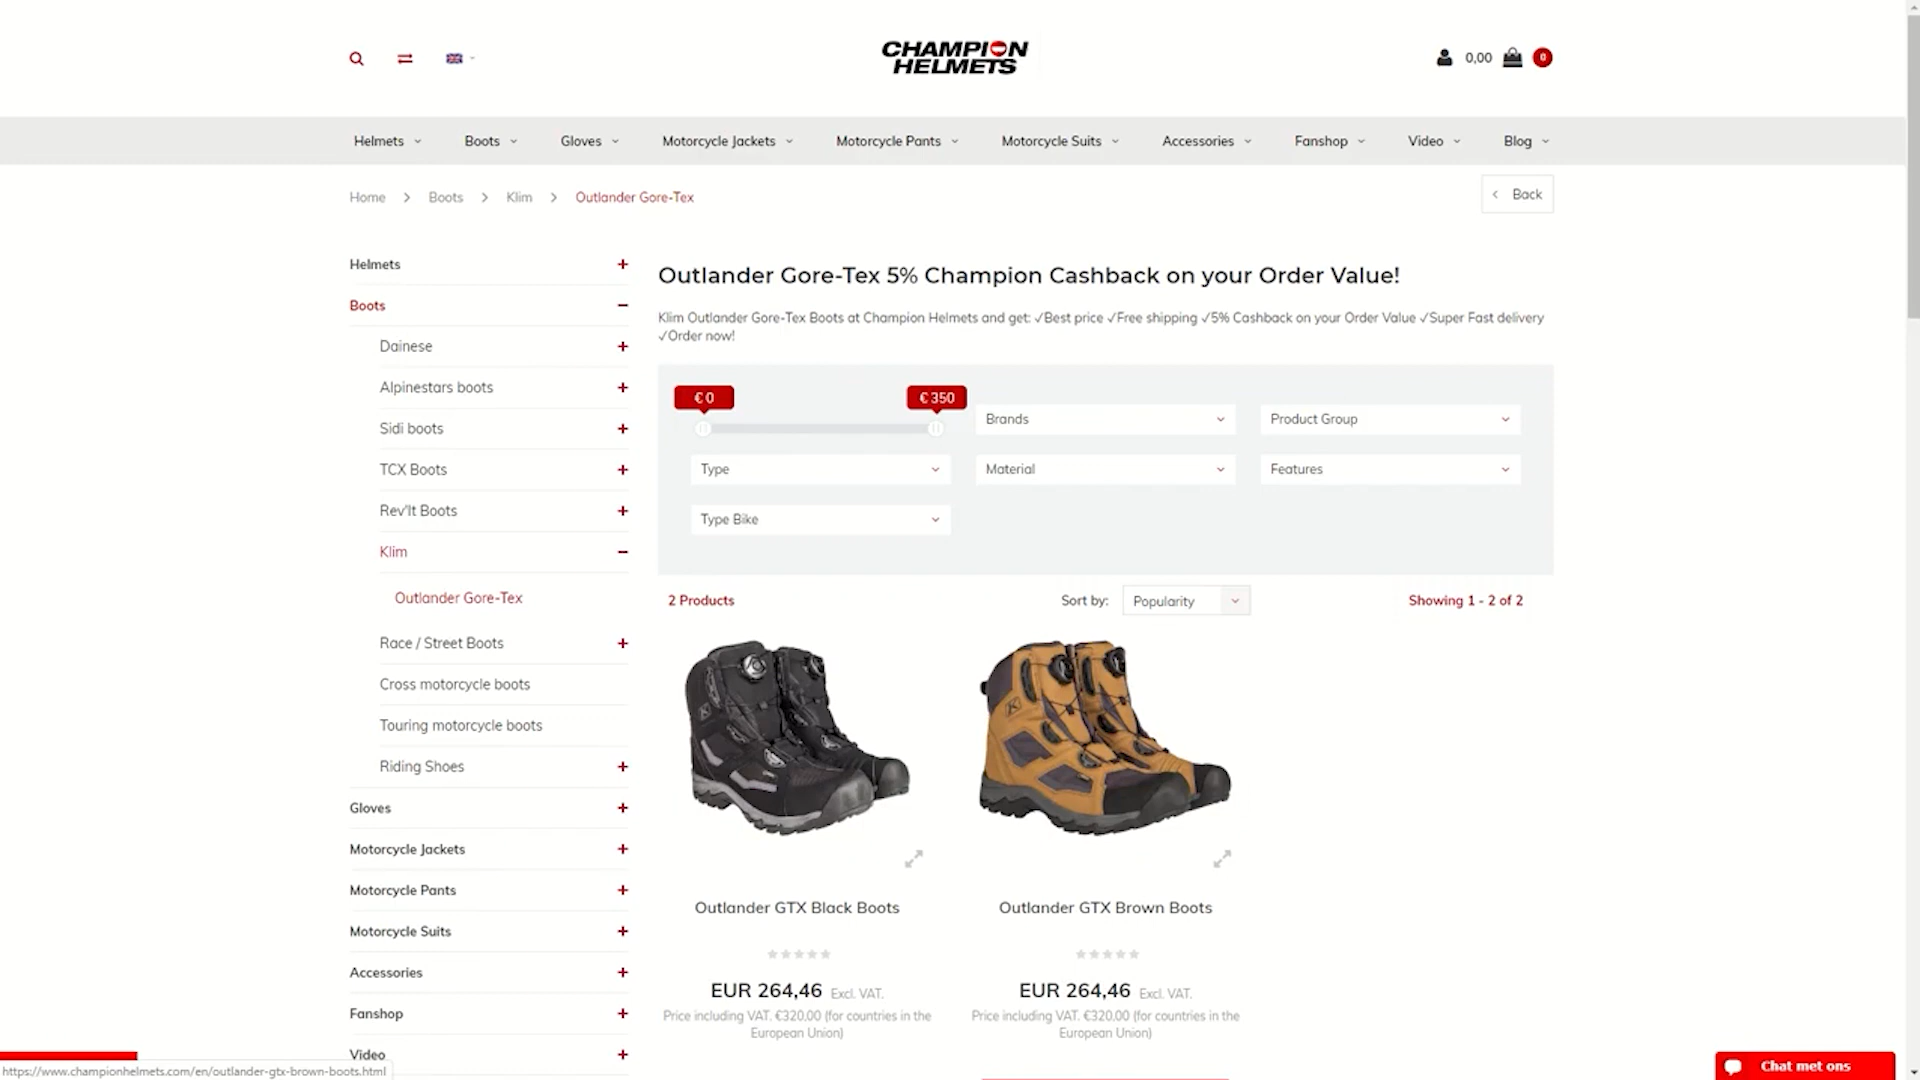 CHAMPION
HELMETS
0,00
0
Helmets
Boots
Gloves
Motorcycle Jackets
Motorcycle Pants
Motorcycle Suits
Accessories
Fanshop
Video
Blog
Home > Boots > Klim > Outlander Gore-Tex
Back
Helmets
Boots
Dainese
Alpinestars boots
Sidi boots
TCX Boots
Rev'It Boots
Klim
Outlander Gore-Tex
Race / Street Boots
Cross motorcycle boots
Touring motorcycle boots
Riding Shoes
Gloves
Motorcycle Jackets
Motorcycle Pants
Motorcycle Suits
Accessories
Fanshop
Video
Outlander Gore-Tex 5% Champion Cashback on your Order Value!
Klim Outlander Gore-Tex Boots at Champion Helmets and get: ✓Best price ✓Free shipping ✓5% Cashback on your Order Value ✓Super Fast delivery
✓Order now!
€ 0
€ 350
Brands
Product Group
Type
Material
Features
Type Bike
2 Products
Sort by:
Popularity
Showing 1 - 2 of 2
Outlander GTX Black Boots
EUR 264,46 Excl. VAT.
Price including VAT. €320,00 (for countries in the
European Union)
Outlander GTX Brown Boots
EUR 264,46 Excl. VAT.
Price including VAT. €320,00 (for countries in the
European Union)
https://www.championhelmets.com/en/outlander-gtx-brown-boots.html
Chat met ons